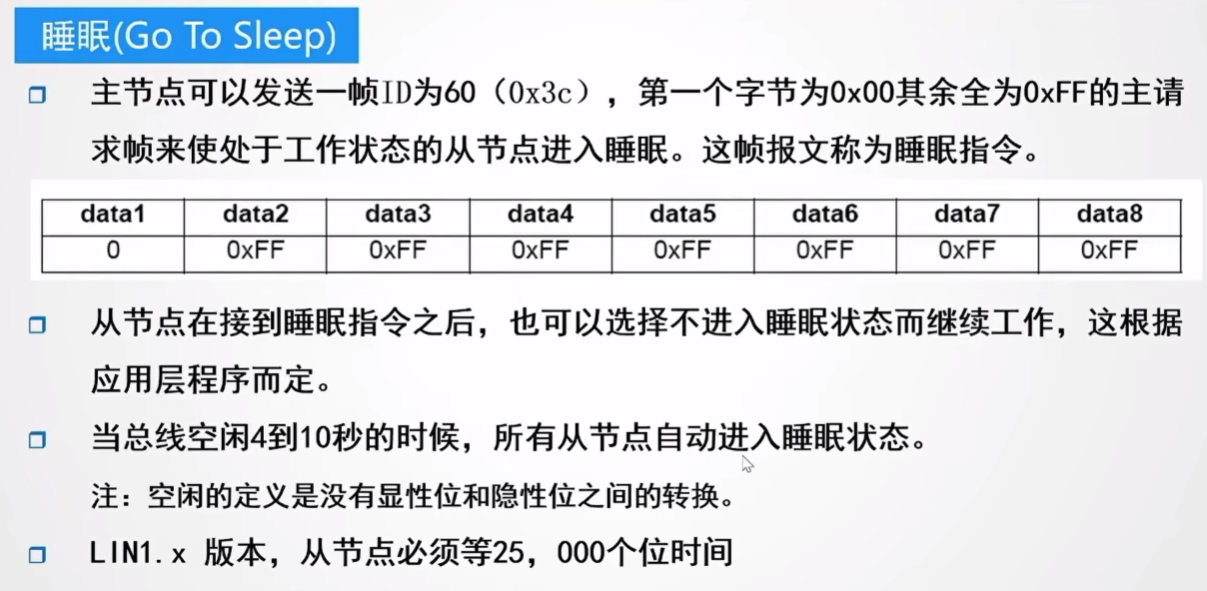 睡眠(Go To Sleep)
主节点可以发送一帧ID为60（0x3c），第一个字节为0x00其余全为0xFF的主请
求帧来使处于工作状态的从节点进入睡眠。这帧报文称为睡眠指令。
data1 data2 data3 data4 data5 data6 data7 data8
0 0xFF 0xFF 0xFF 0xFF 0xFF 0xFF 0xFF
从节点在接到睡眠指令之后，也可以选择不进入睡眠状态而继续工作，这根据
应用层程序而定。
当总线空闲4到10秒的时候，所有从节点自动进入睡眠状态。
注：空闲的定义是没有显性位和隐性位之间的转换。
LIN1.x 版本，从节点必须等25，000个位时间